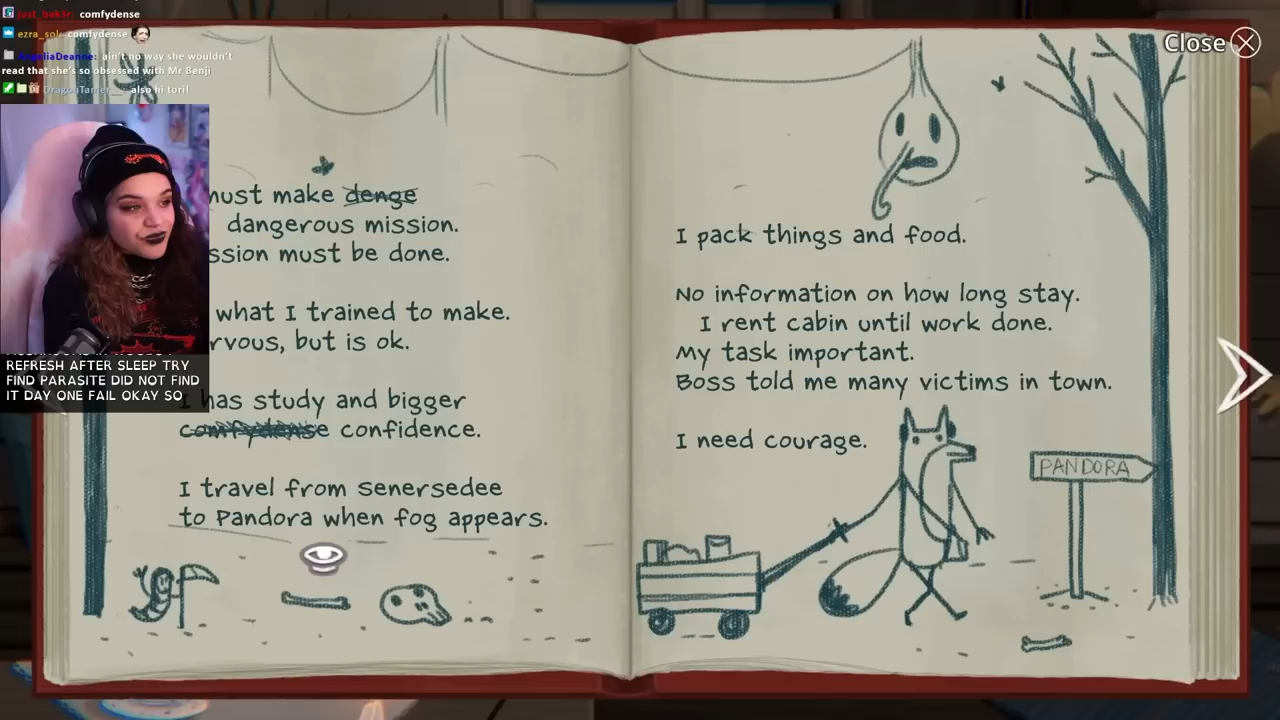 just_bak3r: comfydense
ezra_sol: comfydense
AngeliaDeanne: ain't no way she wouldn't
read that she's so obsessed with Mr Benji
also hi tori!
Close
must make denge
dangerous mission.
ssion must be done.
what I trained to make.
rvous, but is ok.
I has study and bigger
comfydense confidence.
I travel from Senersedee
to Pandora when fog appears.
I pack things and food.
No information on how long stay.
I rent cabin until work done.
My task important.
Boss told me many victims in town.
I need courage.
PANDORA
REFRESH AFTER SLEEP TRY
FIND PARASITE DID NOT FIND
IT DAY ONE FAIL OKAY SO